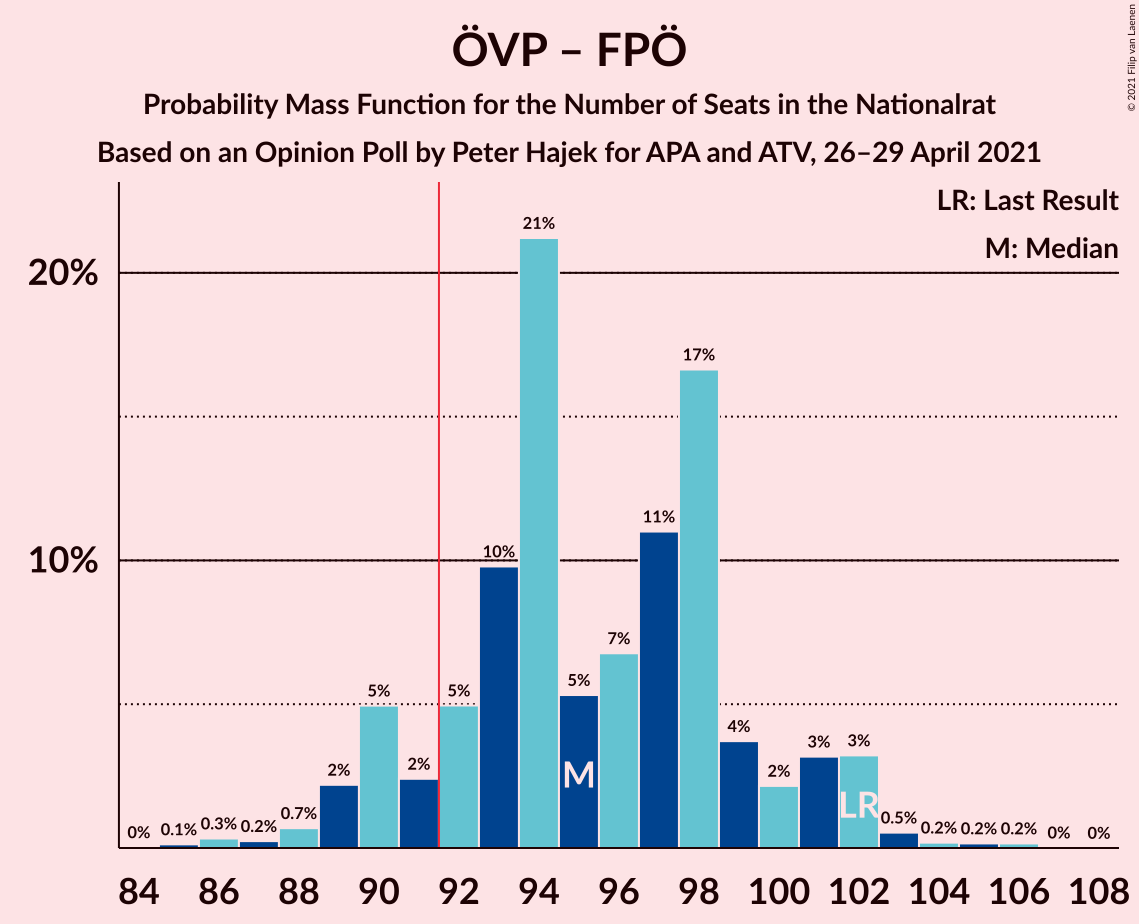 ÖVP – FPÖ
Probability Mass Function for the Number of Seats in the Nationalrat
Based on an Opinion Poll by Peter Hajek for APA and ATV, 26–29 April 2021
© 2021 Filip van Laenen
LR: Last Result
M: Median
20%
10%
0% 0.1% 0.3% 0.2% 0.7% 2% 5% 2% 5% 10% 21% 5% 7% 11% 17% 4% 2% 3% 3% 0.5% 0.2% 0.2% 0.2% 0% 0%
M
LR
84 86 88 90 92 94 96 98 100 102 104 106 108